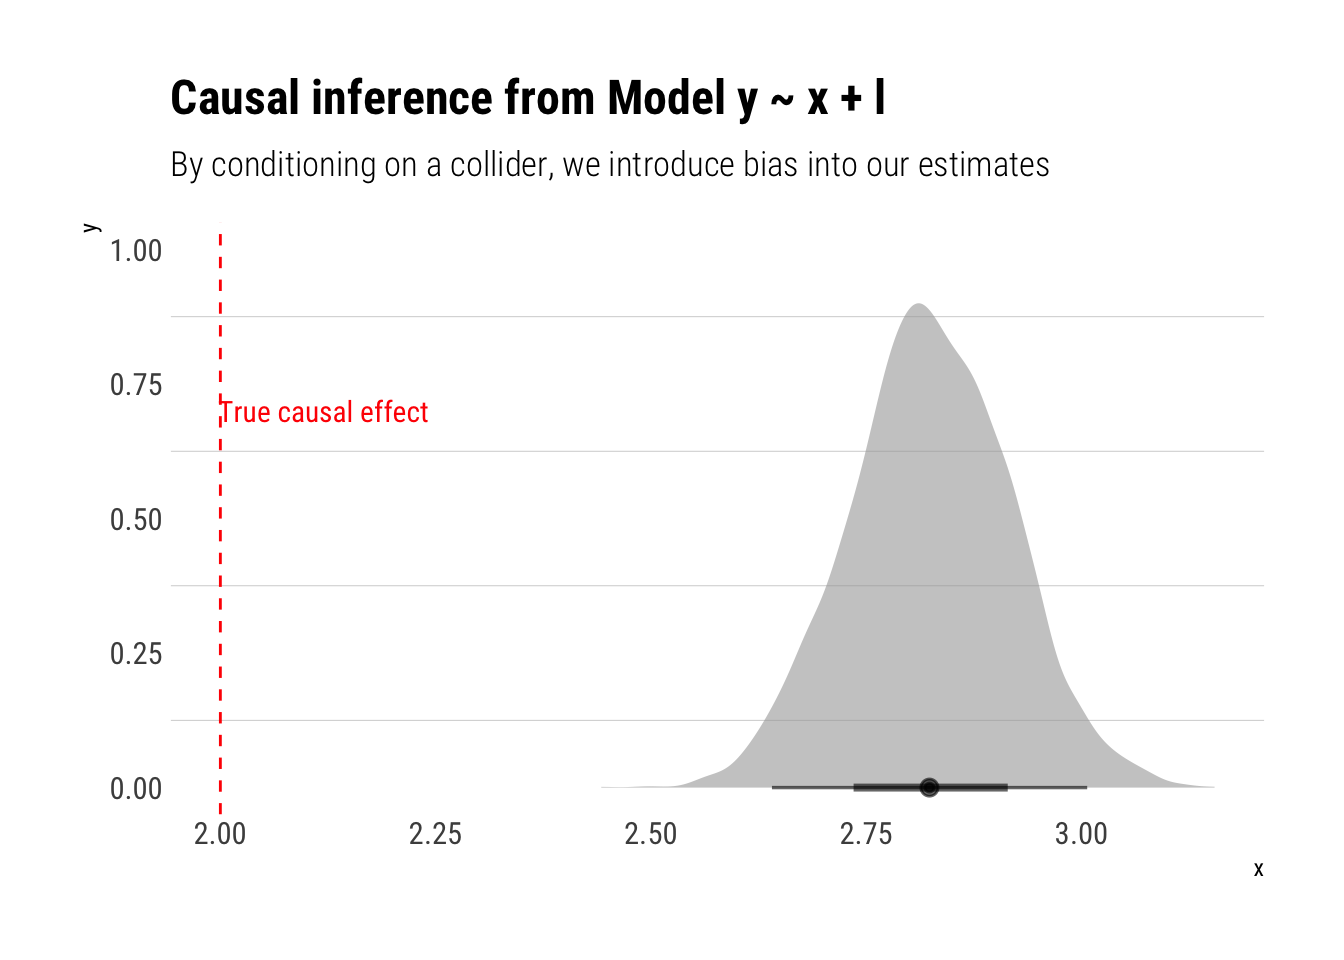 Causal inference from Model y ~ x + l
By conditioning on a collider, we introduce bias into our estimates
y
1.00
0.75
True causal effect
0.50
0.25
0.00
2.00 2.25 2.50 2.75 3.00
x